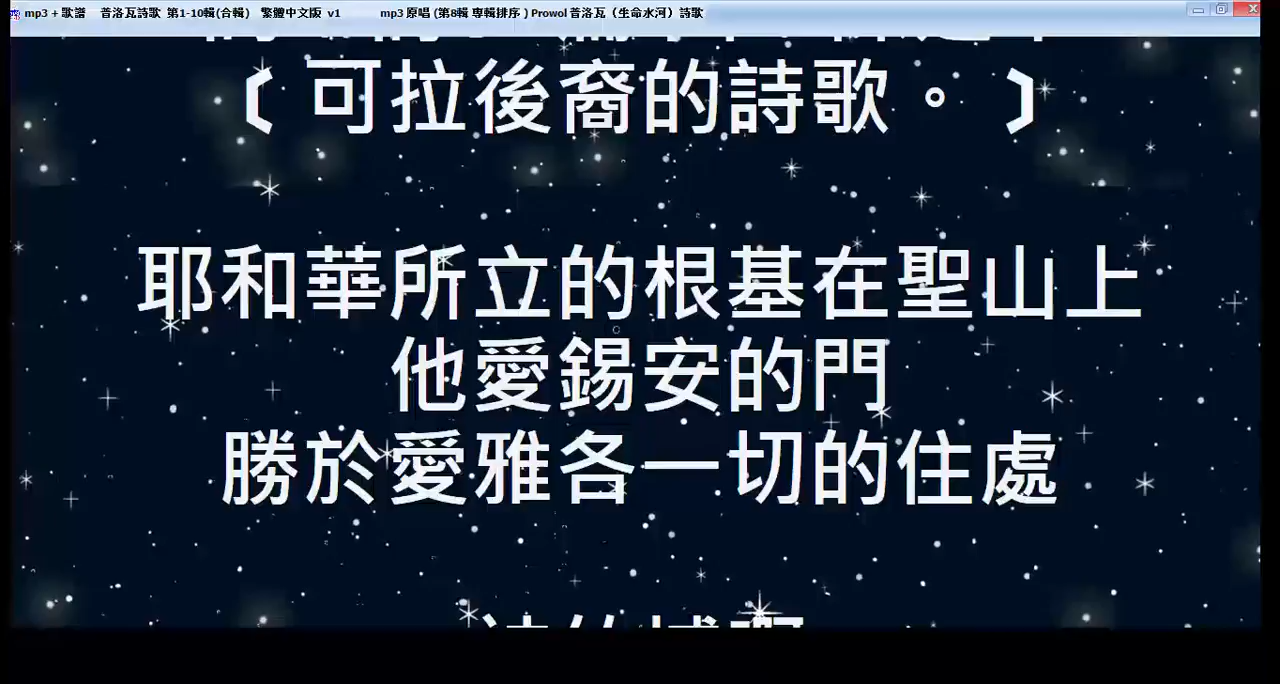 mp3 + 歌譜 普洛瓦詩歌 第1-10輯(合輯) 繁體中文版 v1 mp3 原唱 (第8輯 專輯排序 ) Prowol 普洛瓦（生命水河）詩歌
〔 可拉後裔的詩歌。 〕
耶和華所立的根基在聖山上
他愛錫安的門
勝於愛雅各一切的住處